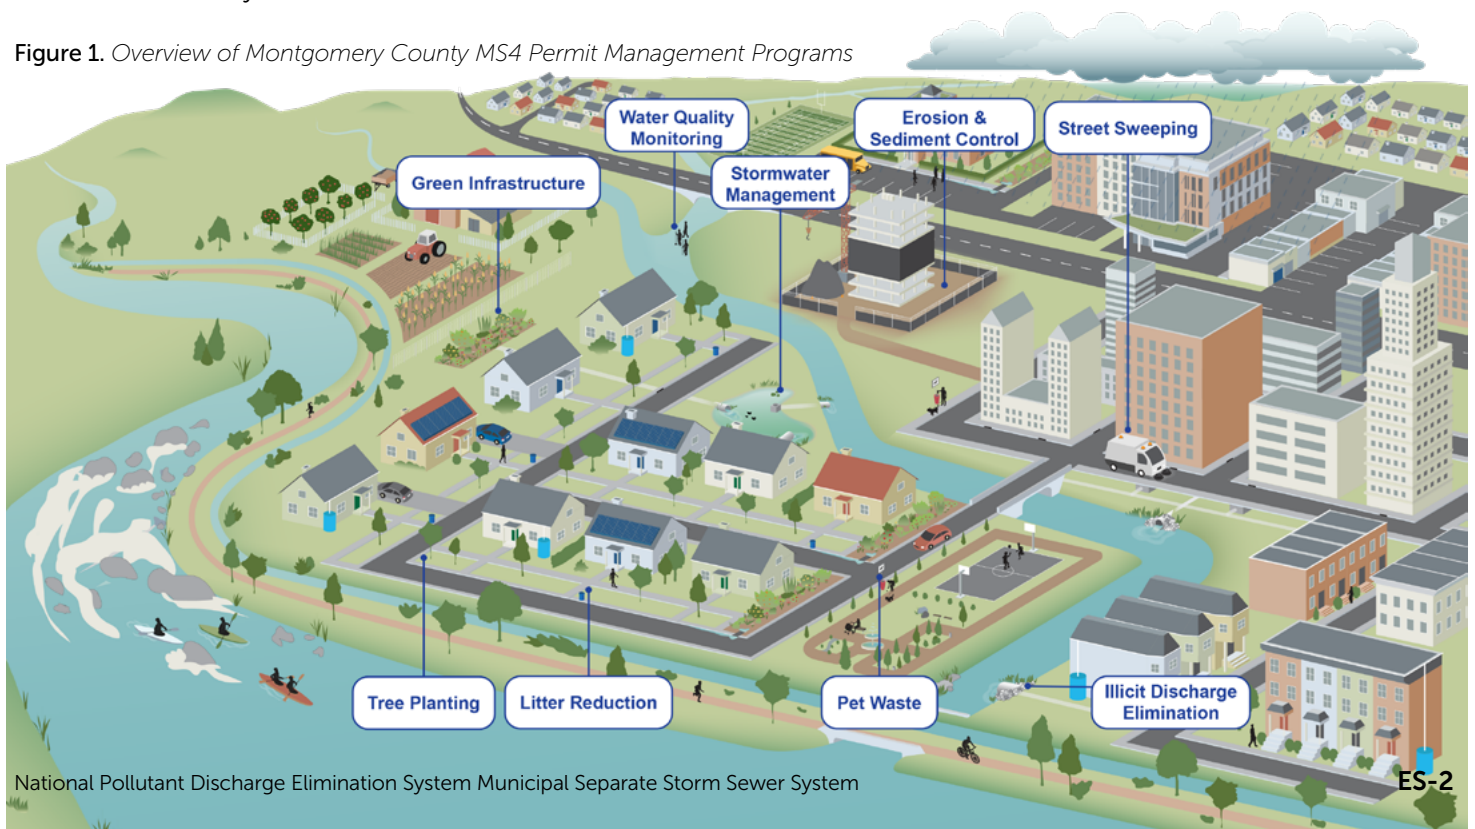 Figure 1. Overview of Montgomery County MS4 Permit Management Programs
Water Quality
Monitoring
Erosion &
Sediment Control
Street Sweeping
Green Infrastructure
Stormwater
Management
Tree Planting
Litter Reduction
Pet Waste
Illicit Discharge
Elimination
National Pollutant Discharge Elimination System Municipal Separate Storm Sewer System
ES-2